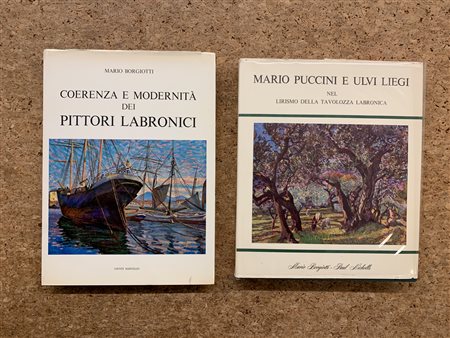 MARIO BORGIOTTI
COERENZA E MODERNITÀ
DEI
PITTORI LABRONICI
MARIO PUCCINI E ULVI LIEGI
NEL
LIRISMO DELLA TAVOLOZZA LABRONICA
Mario Borgiotti - Paul Nicholls